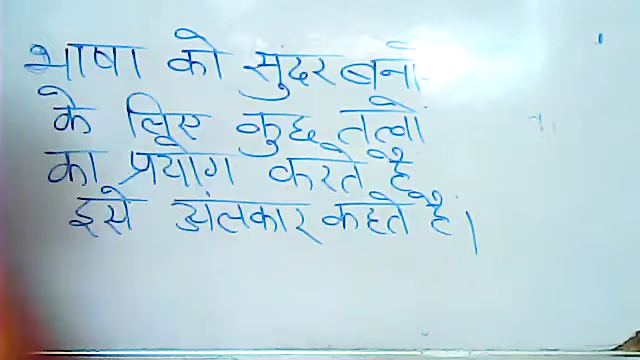 भाषा को सुदर बनाने
के लिए कुछ तत्वों
का प्रयोग करते है
इसे अंलकार कहते है।